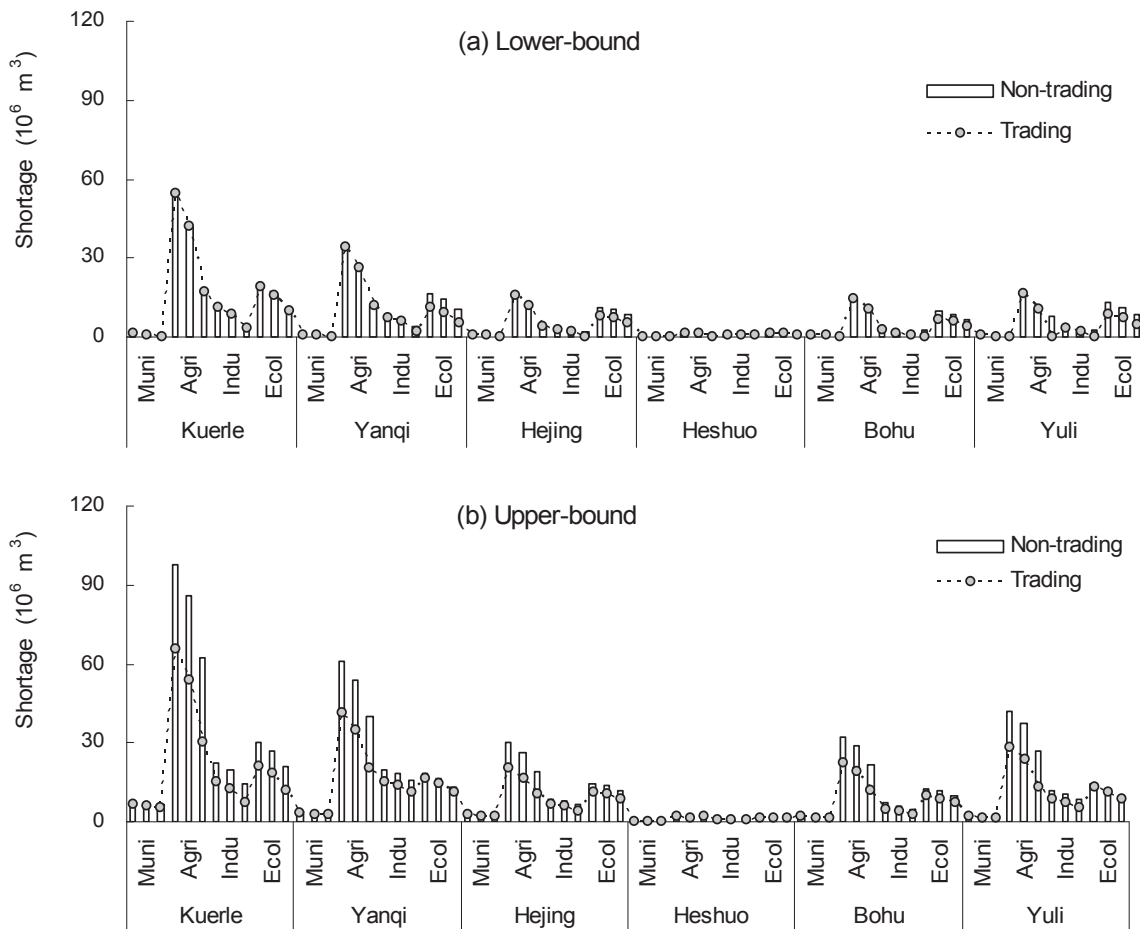 (a) Lower-bound
Non-trading
Trading
Shortage (10⁶ m³)
120
90
60
30
0
Muni Agri Indu Ecol Muni Agri Indu Ecol Muni Agri Indu Ecol Muni Agri Indu Ecol Muni Agri Indu Ecol Muni Agri Indu Ecol
Kuerle Yanqi Hejing Heshuo Bohu Yuli
(b) Upper-bound
Non-trading
Trading
Shortage (10⁶ m³)
120
90
60
30
0
Muni Agri Indu Ecol Muni Agri Indu Ecol Muni Agri Indu Ecol Muni Agri Indu Ecol Muni Agri Indu Ecol Muni Agri Indu Ecol
Kuerle Yanqi Hejing Heshuo Bohu Yuli